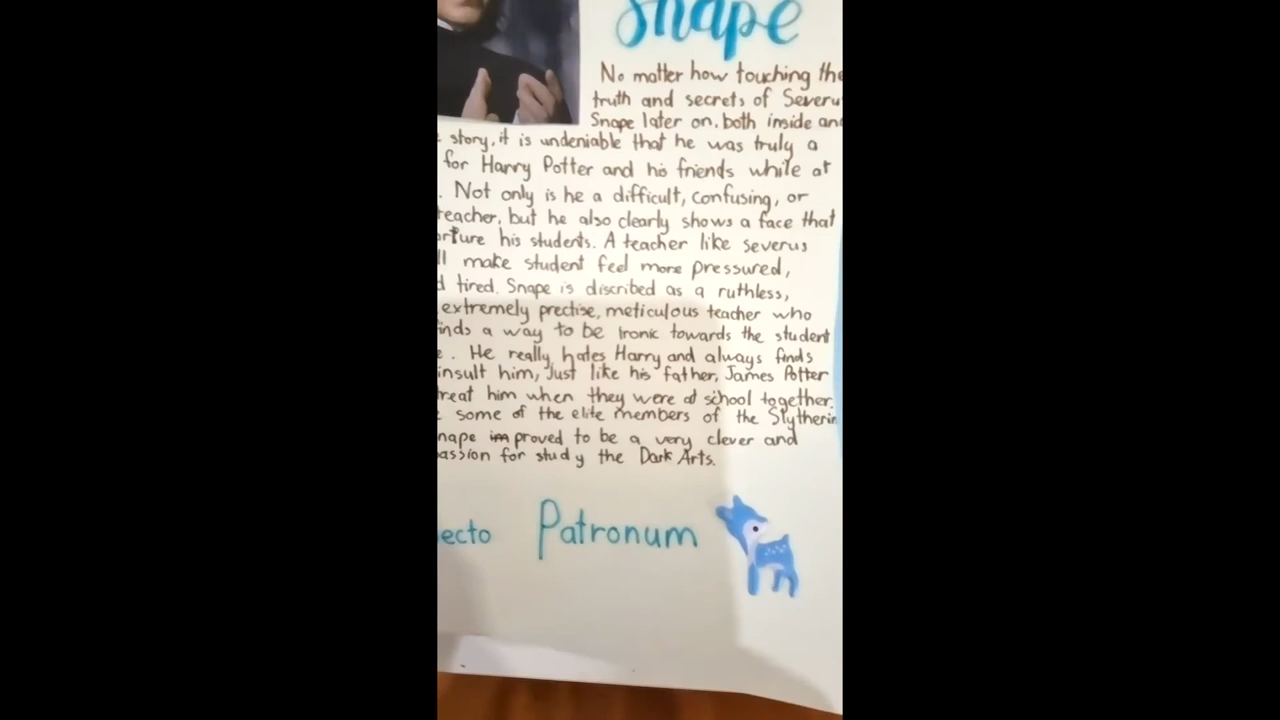 Snape
No matter how touching the
truth and secrets of Severu
Snape later on, both inside an
story, it is undeniable that he was truly a
for Harry Potter and his friends while at
. Not only is he a difficult, confusing, or
teacher, but he also clearly shows a face that
rture his students. A teacher like severus
ll make student feel more pressured,
d tired. Snape is discribed as a ruthless,
extremely prectise, meticulous teacher who
inds a way to be Ironic towards the student
e. He really hates Harry and always finds
insult him, Just like his father, James Potter
reat him when they were at school together.
some of the elite members of the Slytherin
nape im proved to be a very clever and
assion for study the Dark Arts.
ecto Patronum